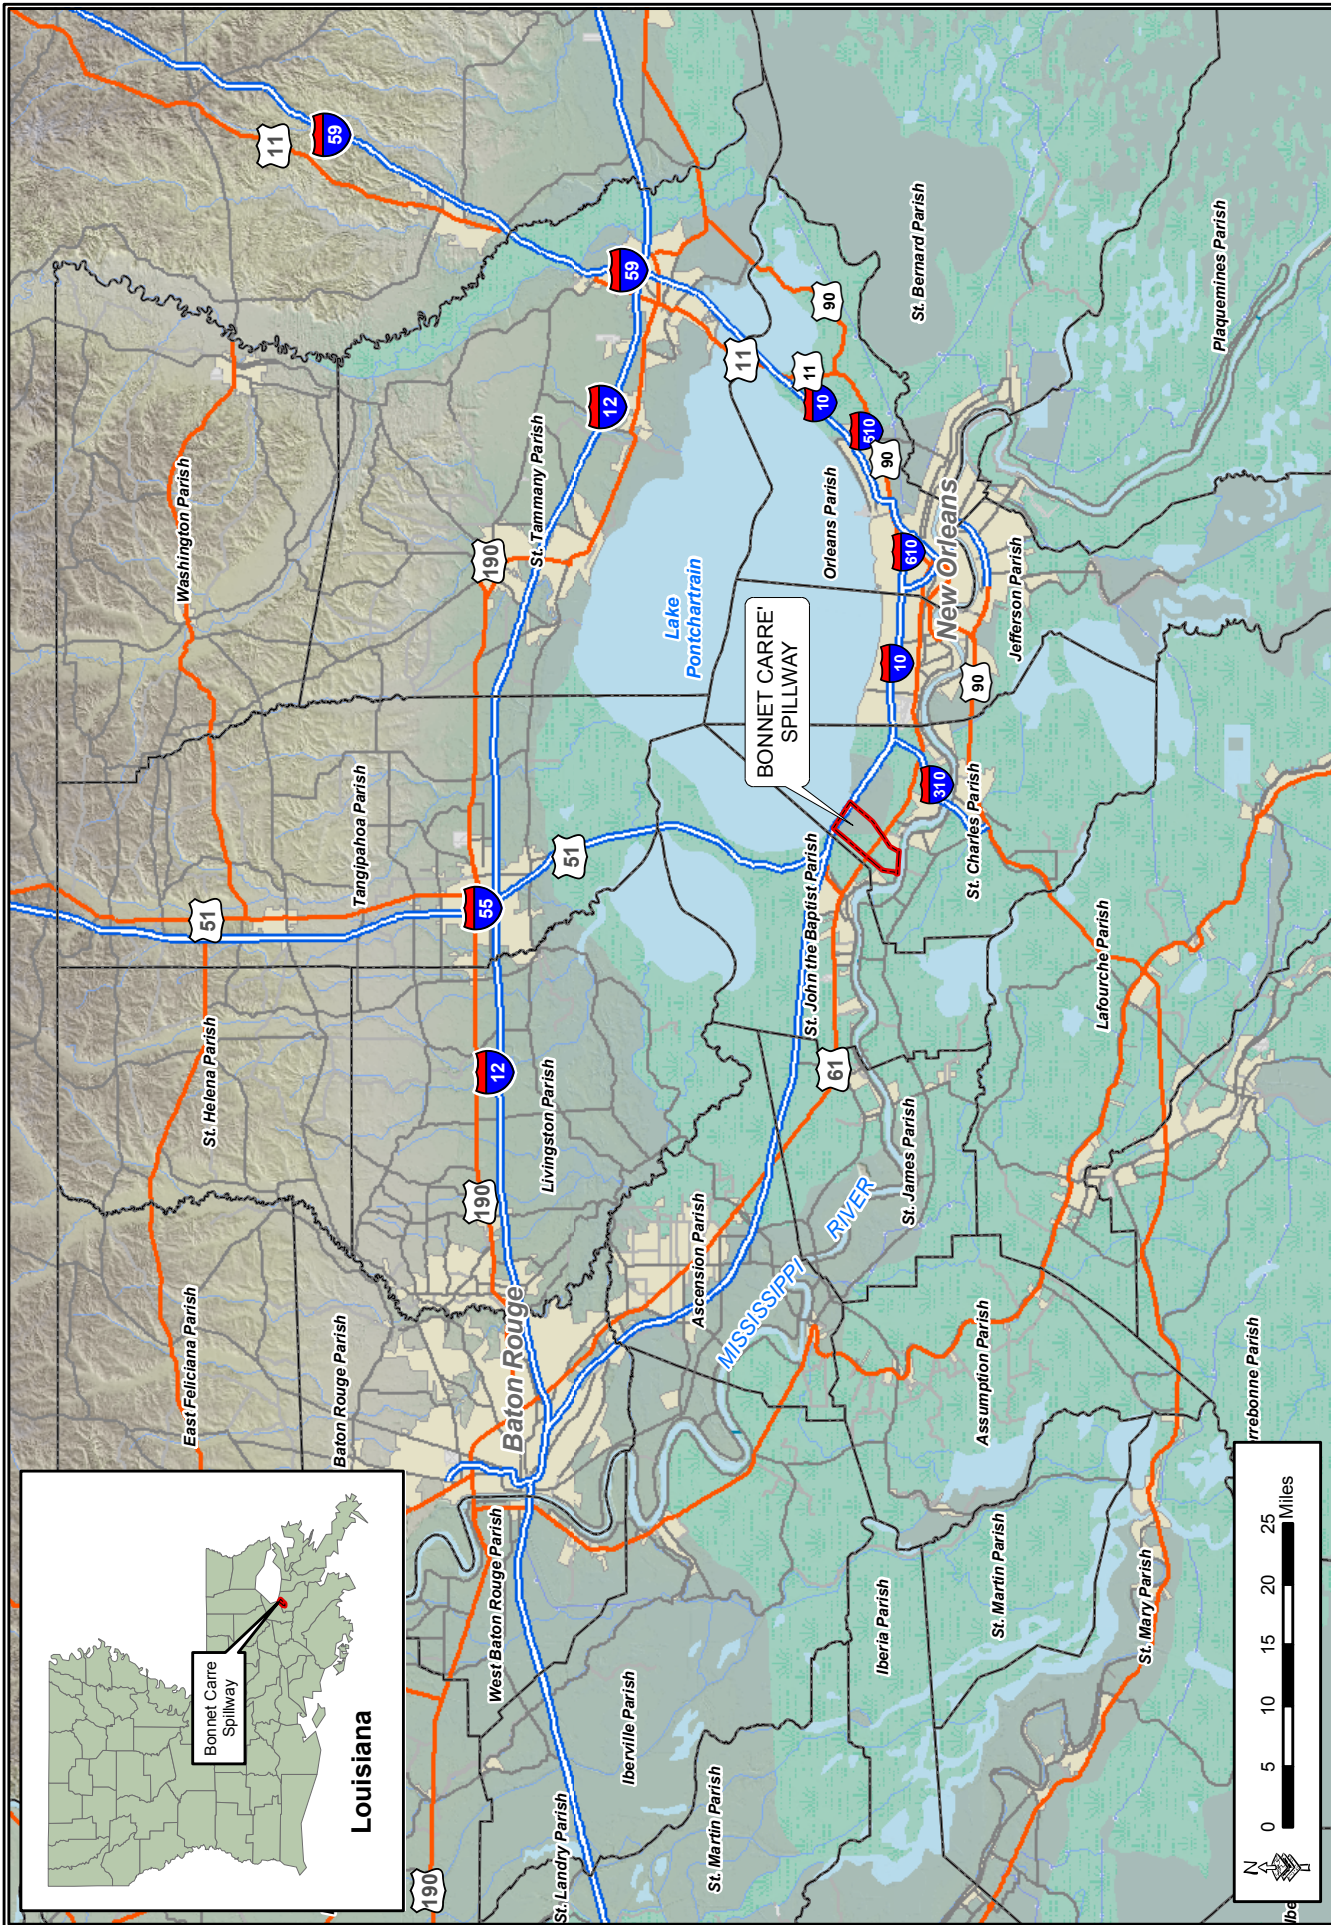 Bonnet Carre
Spillway
Louisiana
11
59
Washington Parish
51
St. Helena Parish
East Feliciana Parish
Baton Rouge Parish
Tangipahoa Parish
190
55
12
190
51
12
59
St. Tammany Parish
Livingston Parish
Baton Rouge
West Baton Rouge Parish
190
St. Landry Parish
Iberville Parish
St. Martin Parish
Ascension Parish
MISSISSIPPI
RIVER
Lake
Pontchartrain
11
90
11
10
510
90
Orleans Parish
610
New Orleans
10
90
310
BONNET CARRE'
SPILLWAY
St. John the Baptist Parish
61
St. James Parish
St. Charles Parish
Jefferson Parish
St. Bernard Parish
Plaquemines Parish
Lafourche Parish
Assumption Parish
Iberia Parish
St. Martin Parish
St. Mary Parish
rrebonne Parish
N
0
5
10
15
20
25
Miles